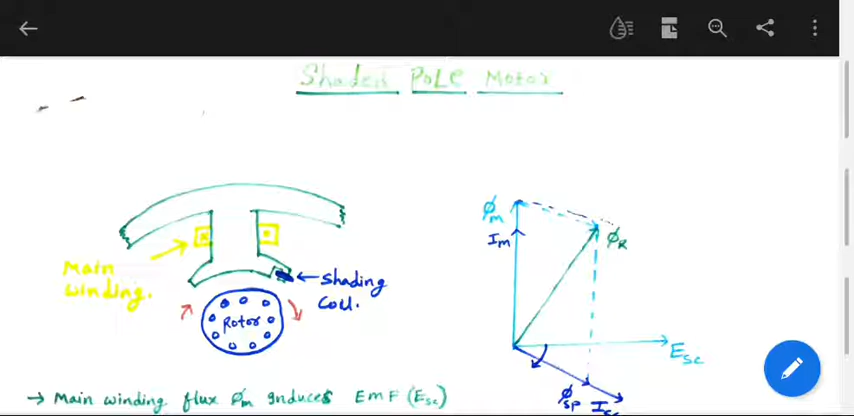 Shaded Pole Motor
Main
winding.
Shading
coil.
Rotor
ϕm
Im
ϕR
Esc
ϕsp Isc
→ Main winding flux ϕm induces EMF (Esc)